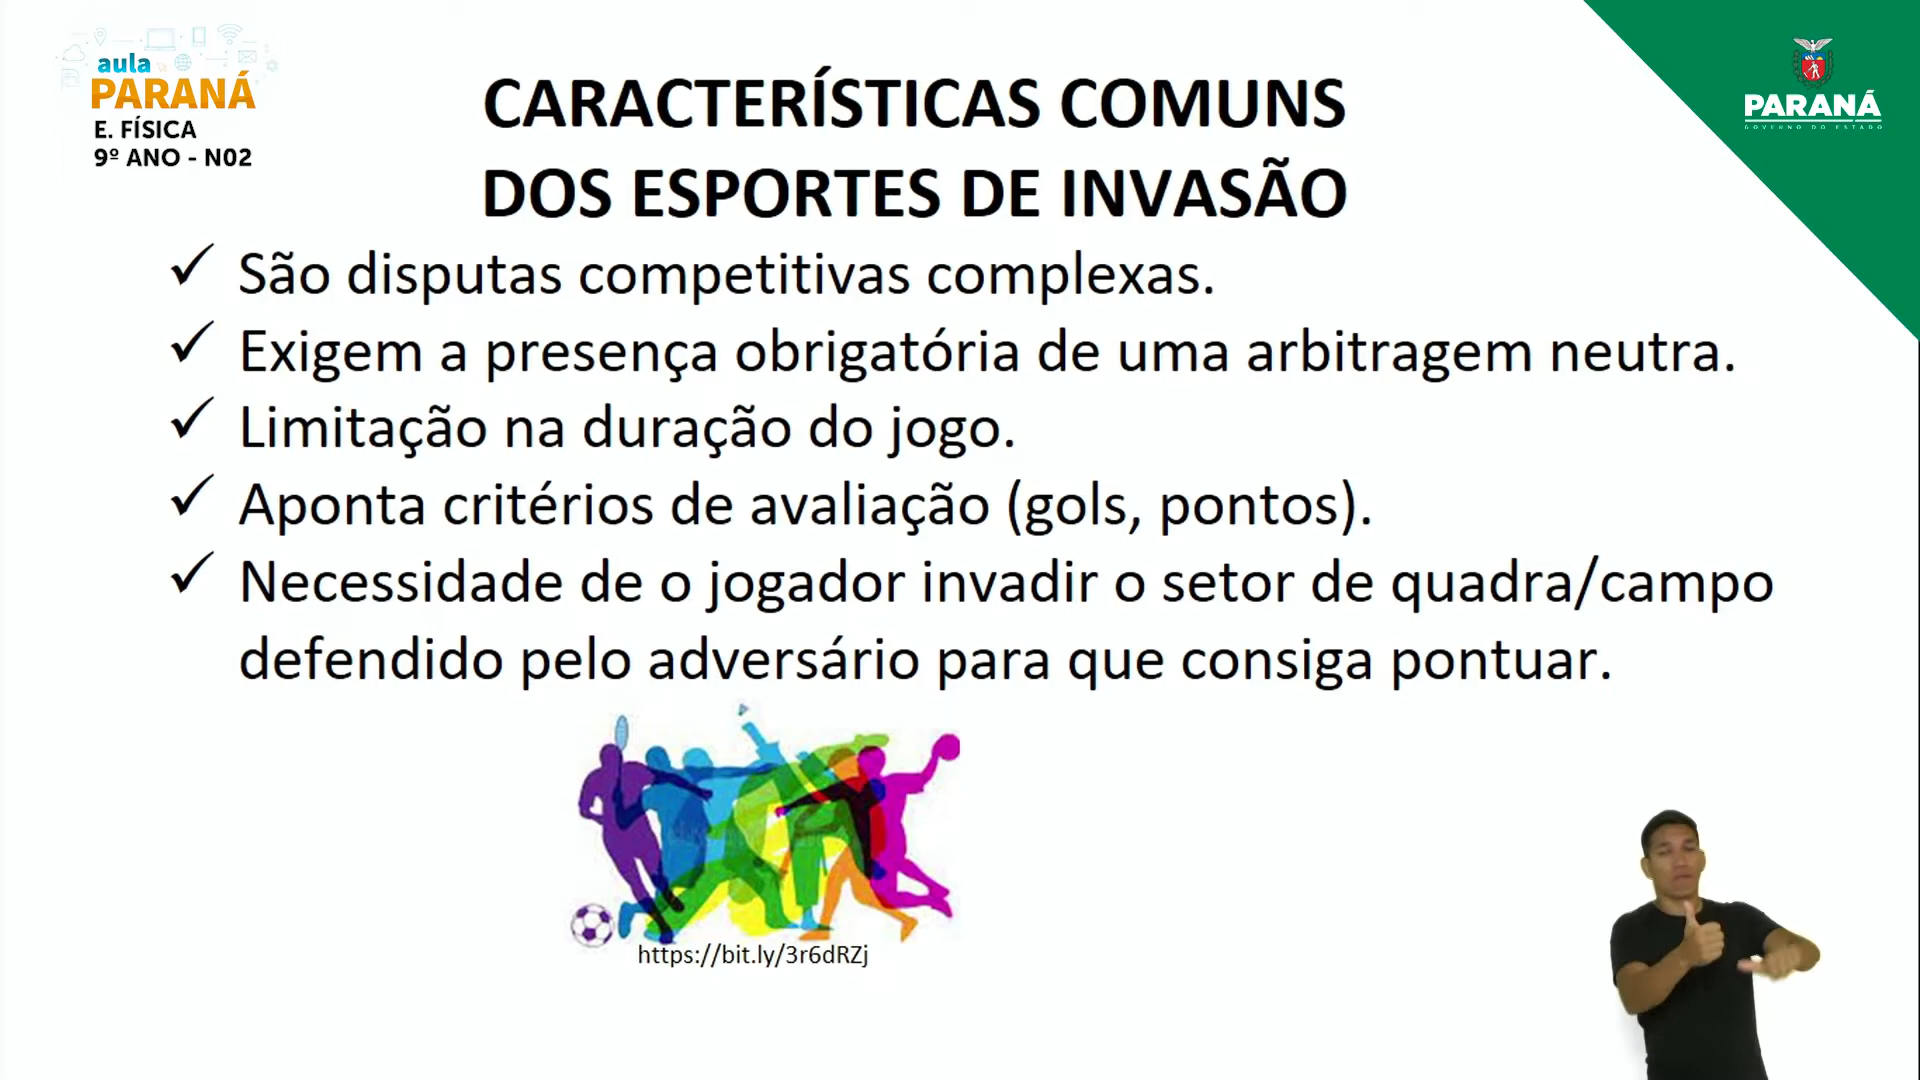 aula
PARANÁ
E. FÍSICA
9º ANO - N02
PARANÁ
GOVERNO DO ESTADO
CARACTERÍSTICAS COMUNS
DOS ESPORTES DE INVASÃO
✓ São disputas competitivas complexas.
✓ Exigem a presença obrigatória de uma arbitragem neutra.
✓ Limitação na duração do jogo.
✓ Aponta critérios de avaliação (gols, pontos).
✓ Necessidade de o jogador invadir o setor de quadra/campo
defendido pelo adversário para que consiga pontuar.
https://bit.ly/3r6dRZj